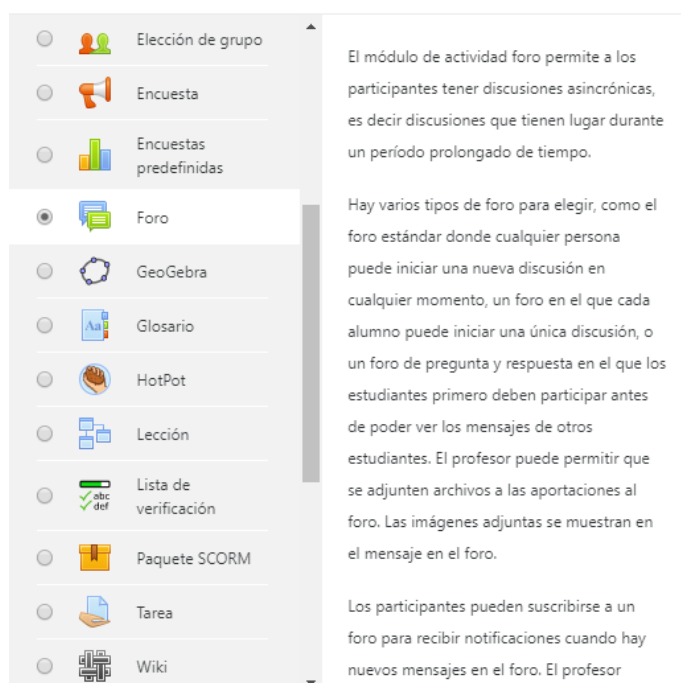 Elección de grupo
Encuesta
Encuestas
predefinidas
Foro
GeoGebra
Aa
Glosario
HotPot
Lección
abc
def
Lista de
verificación
Paquete SCORM
Tarea
Wiki
El módulo de actividad foro permite a los
participantes tener discusiones asincrónicas,
es decir discusiones que tienen lugar durante
un período prolongado de tiempo.
Hay varios tipos de foro para elegir, como el
foro estándar donde cualquier persona
puede iniciar una nueva discusión en
cualquier momento, un foro en el que cada
alumno puede iniciar una única discusión, o
un foro de pregunta y respuesta en el que los
estudiantes primero deben participar antes
de poder ver los mensajes de otros
estudiantes. El profesor puede permitir que
se adjunten archivos a las aportaciones al
foro. Las imágenes adjuntas se muestran en
el mensaje en el foro.
Los participantes pueden suscribirse a un
foro para recibir notificaciones cuando hay
nuevos mensajes en el foro. El profesor